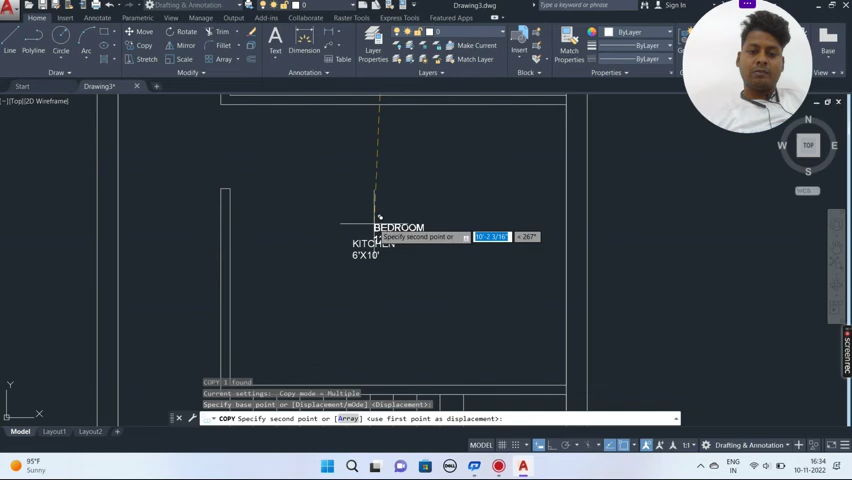 Drafting & Annotation
Drawing3.dwg
Sign In
Home Insert Annotate Parametric View Manage Output Add-ins Collaborate Raster Tools Express Tools Featured Apps
Line Polyline Circle Arc
Move Rotate Trim
Copy Mirror
Stretch Scale Array
Text Dimension
Layer Properties
0
Make Current
Match Layer
Insert
Match Properties
ByLayer
ByLayer
ByLayer
Base
Draw Modify Annotation Layers Block Properties View
Start Drawing3*
[−][Top][2D Wireframe]
N
W TOP E
S
WCS
BEDROOM
Specify second point or 10'-2 3/16" < 267°
KITCHEN
6'X10'
screenrec
COPY 1 found
Current settings: Copy mode = Multiple
Specify base point or [Displacement/mOde] <Displacement>:
COPY Specify second point or [Array] <use first point as displacement>:
Y
X
Model Layout1 Layout2 +
MODEL 1:1 Drafting & Annotation
95°F
Sunny
ENG
IN
16:34
10-11-2022